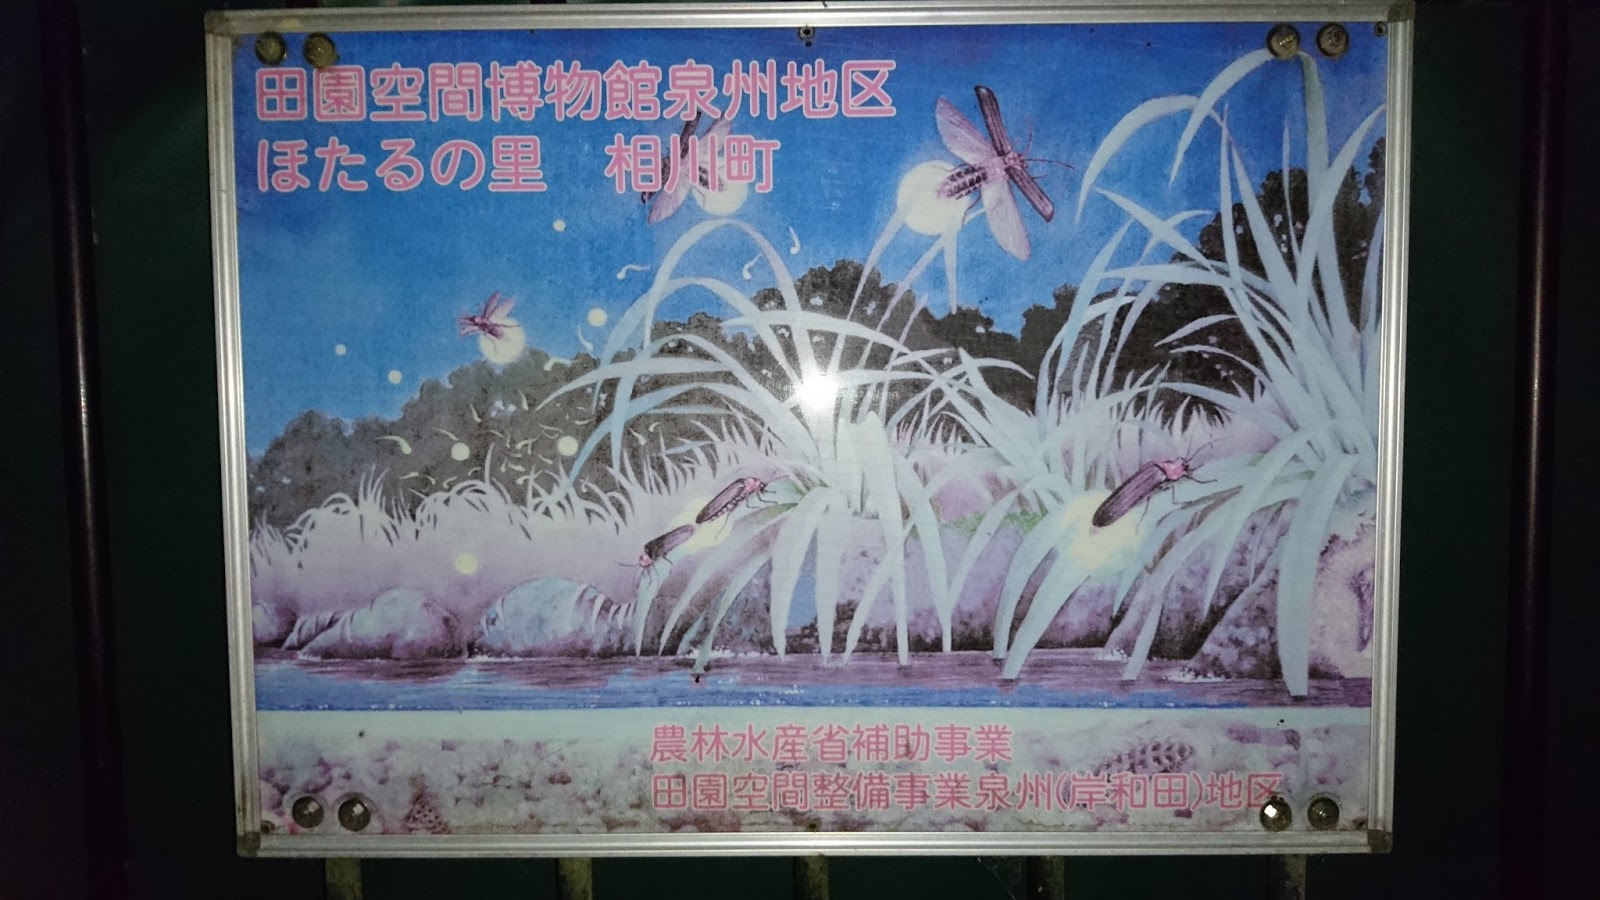 田園空間博物館泉州地区
ほたるの里　相川町
農林水産省補助事業
田園空間整備事業泉州(岸和田)地区